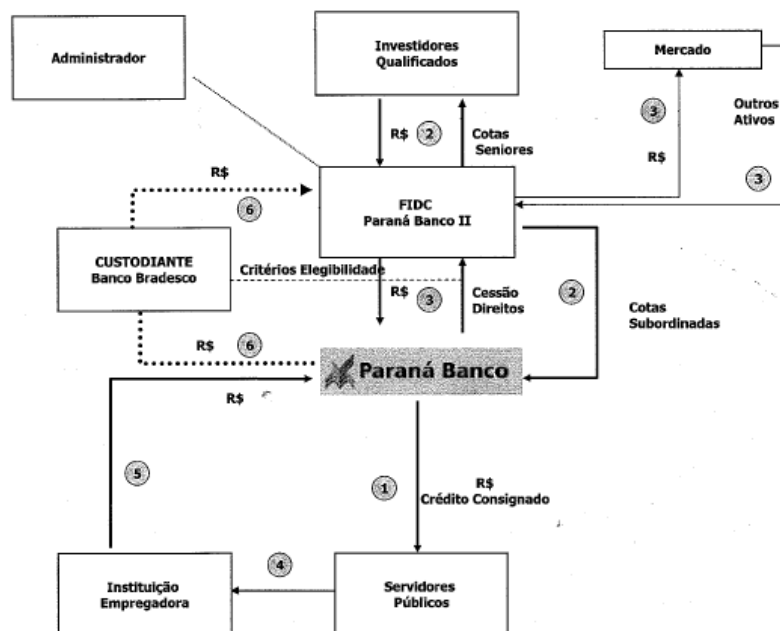 Administrador
Investidores
Qualificados
Mercado
R$
2
Cotas
Seniores
3
R$
Outros
Ativos
3
R$
6
FIDC
Paraná Banco II
CUSTODIANTE
Banco Bradesco
Critérios Elegibilidade
R$
3
Cessão
Direitos
2
Cotas
Subordinadas
R$
6
Paraná Banco
R$
5
1
R$
Crédito Consignado
4
Instituição
Empregadora
Servidores
Públicos